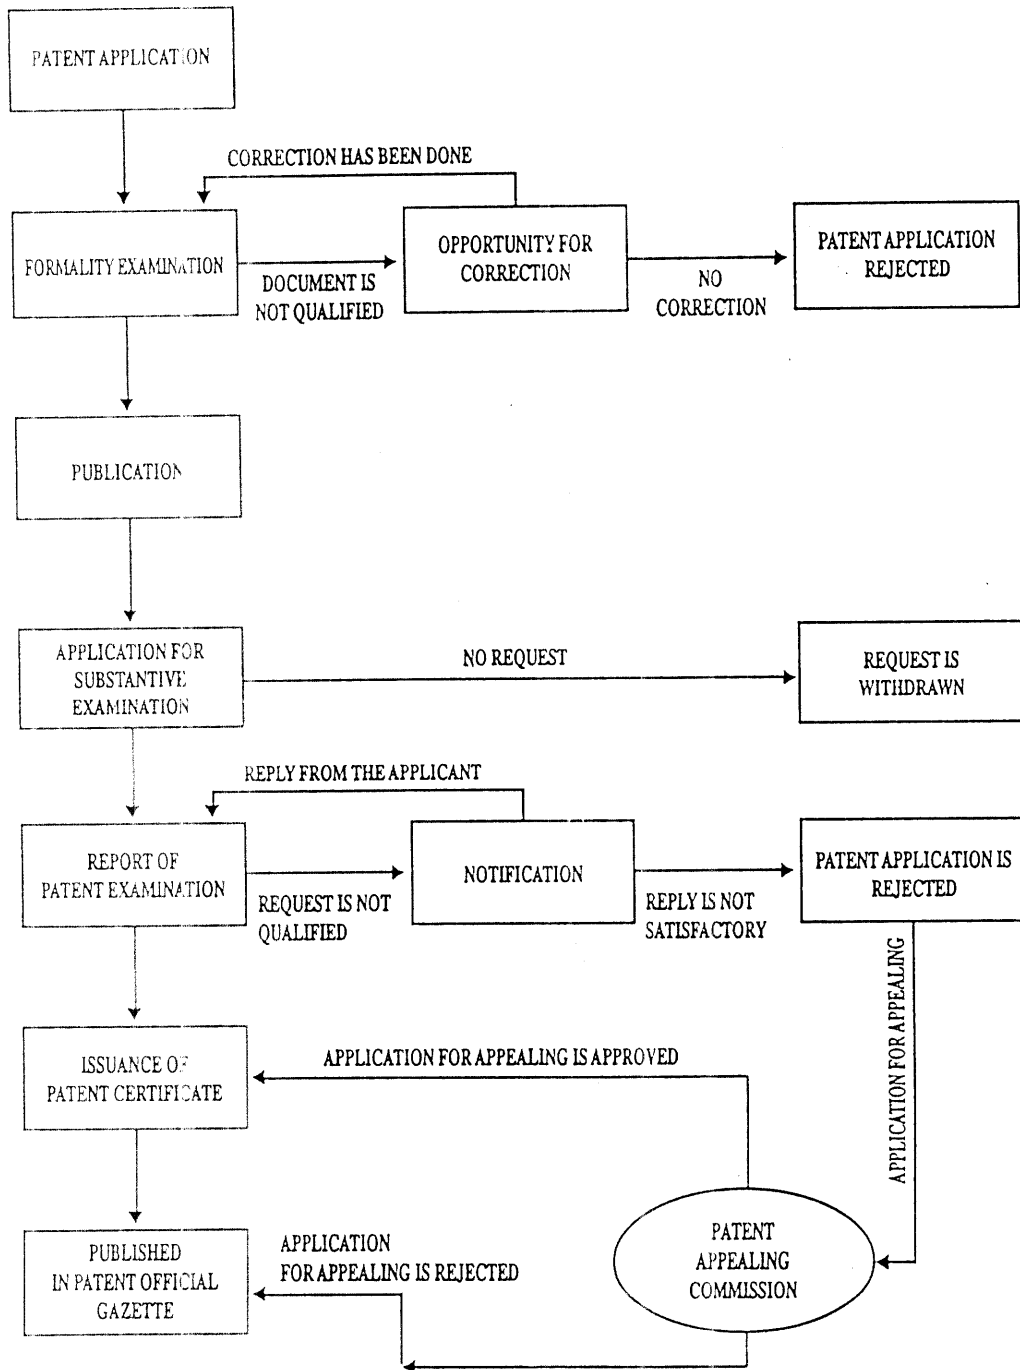 PATENT APPLICATION
CORRECTION HAS BEEN DONE
FORMALITY EXAMINATION
DOCUMENT IS
NOT QUALIFIED
OPPORTUNITY FOR
CORRECTION
NO
CORRECTION
PATENT APPLICATION
REJECTED
PUBLICATION
APPLICATION FOR
SUBSTANTIVE
EXAMINATION
NO REQUEST
REQUEST IS
WITHDRAWN
REPLY FROM THE APPLICANT
REPORT OF
PATENT EXAMINATION
REQUEST IS NOT
QUALIFIED
NOTIFICATION
REPLY IS NOT
SATISFACTORY
PATENT APPLICATION IS
REJECTED
APPLICATION FOR APPEALING
ISSUANCE OF
PATENT CERTIFICATE
APPLICATION FOR APPEALING IS APPROVED
PATENT
APPEALING
COMMISSION
APPLICATION
FOR APPEALING IS REJECTED
PUBLISHED
IN PATENT OFFICIAL
GAZETTE